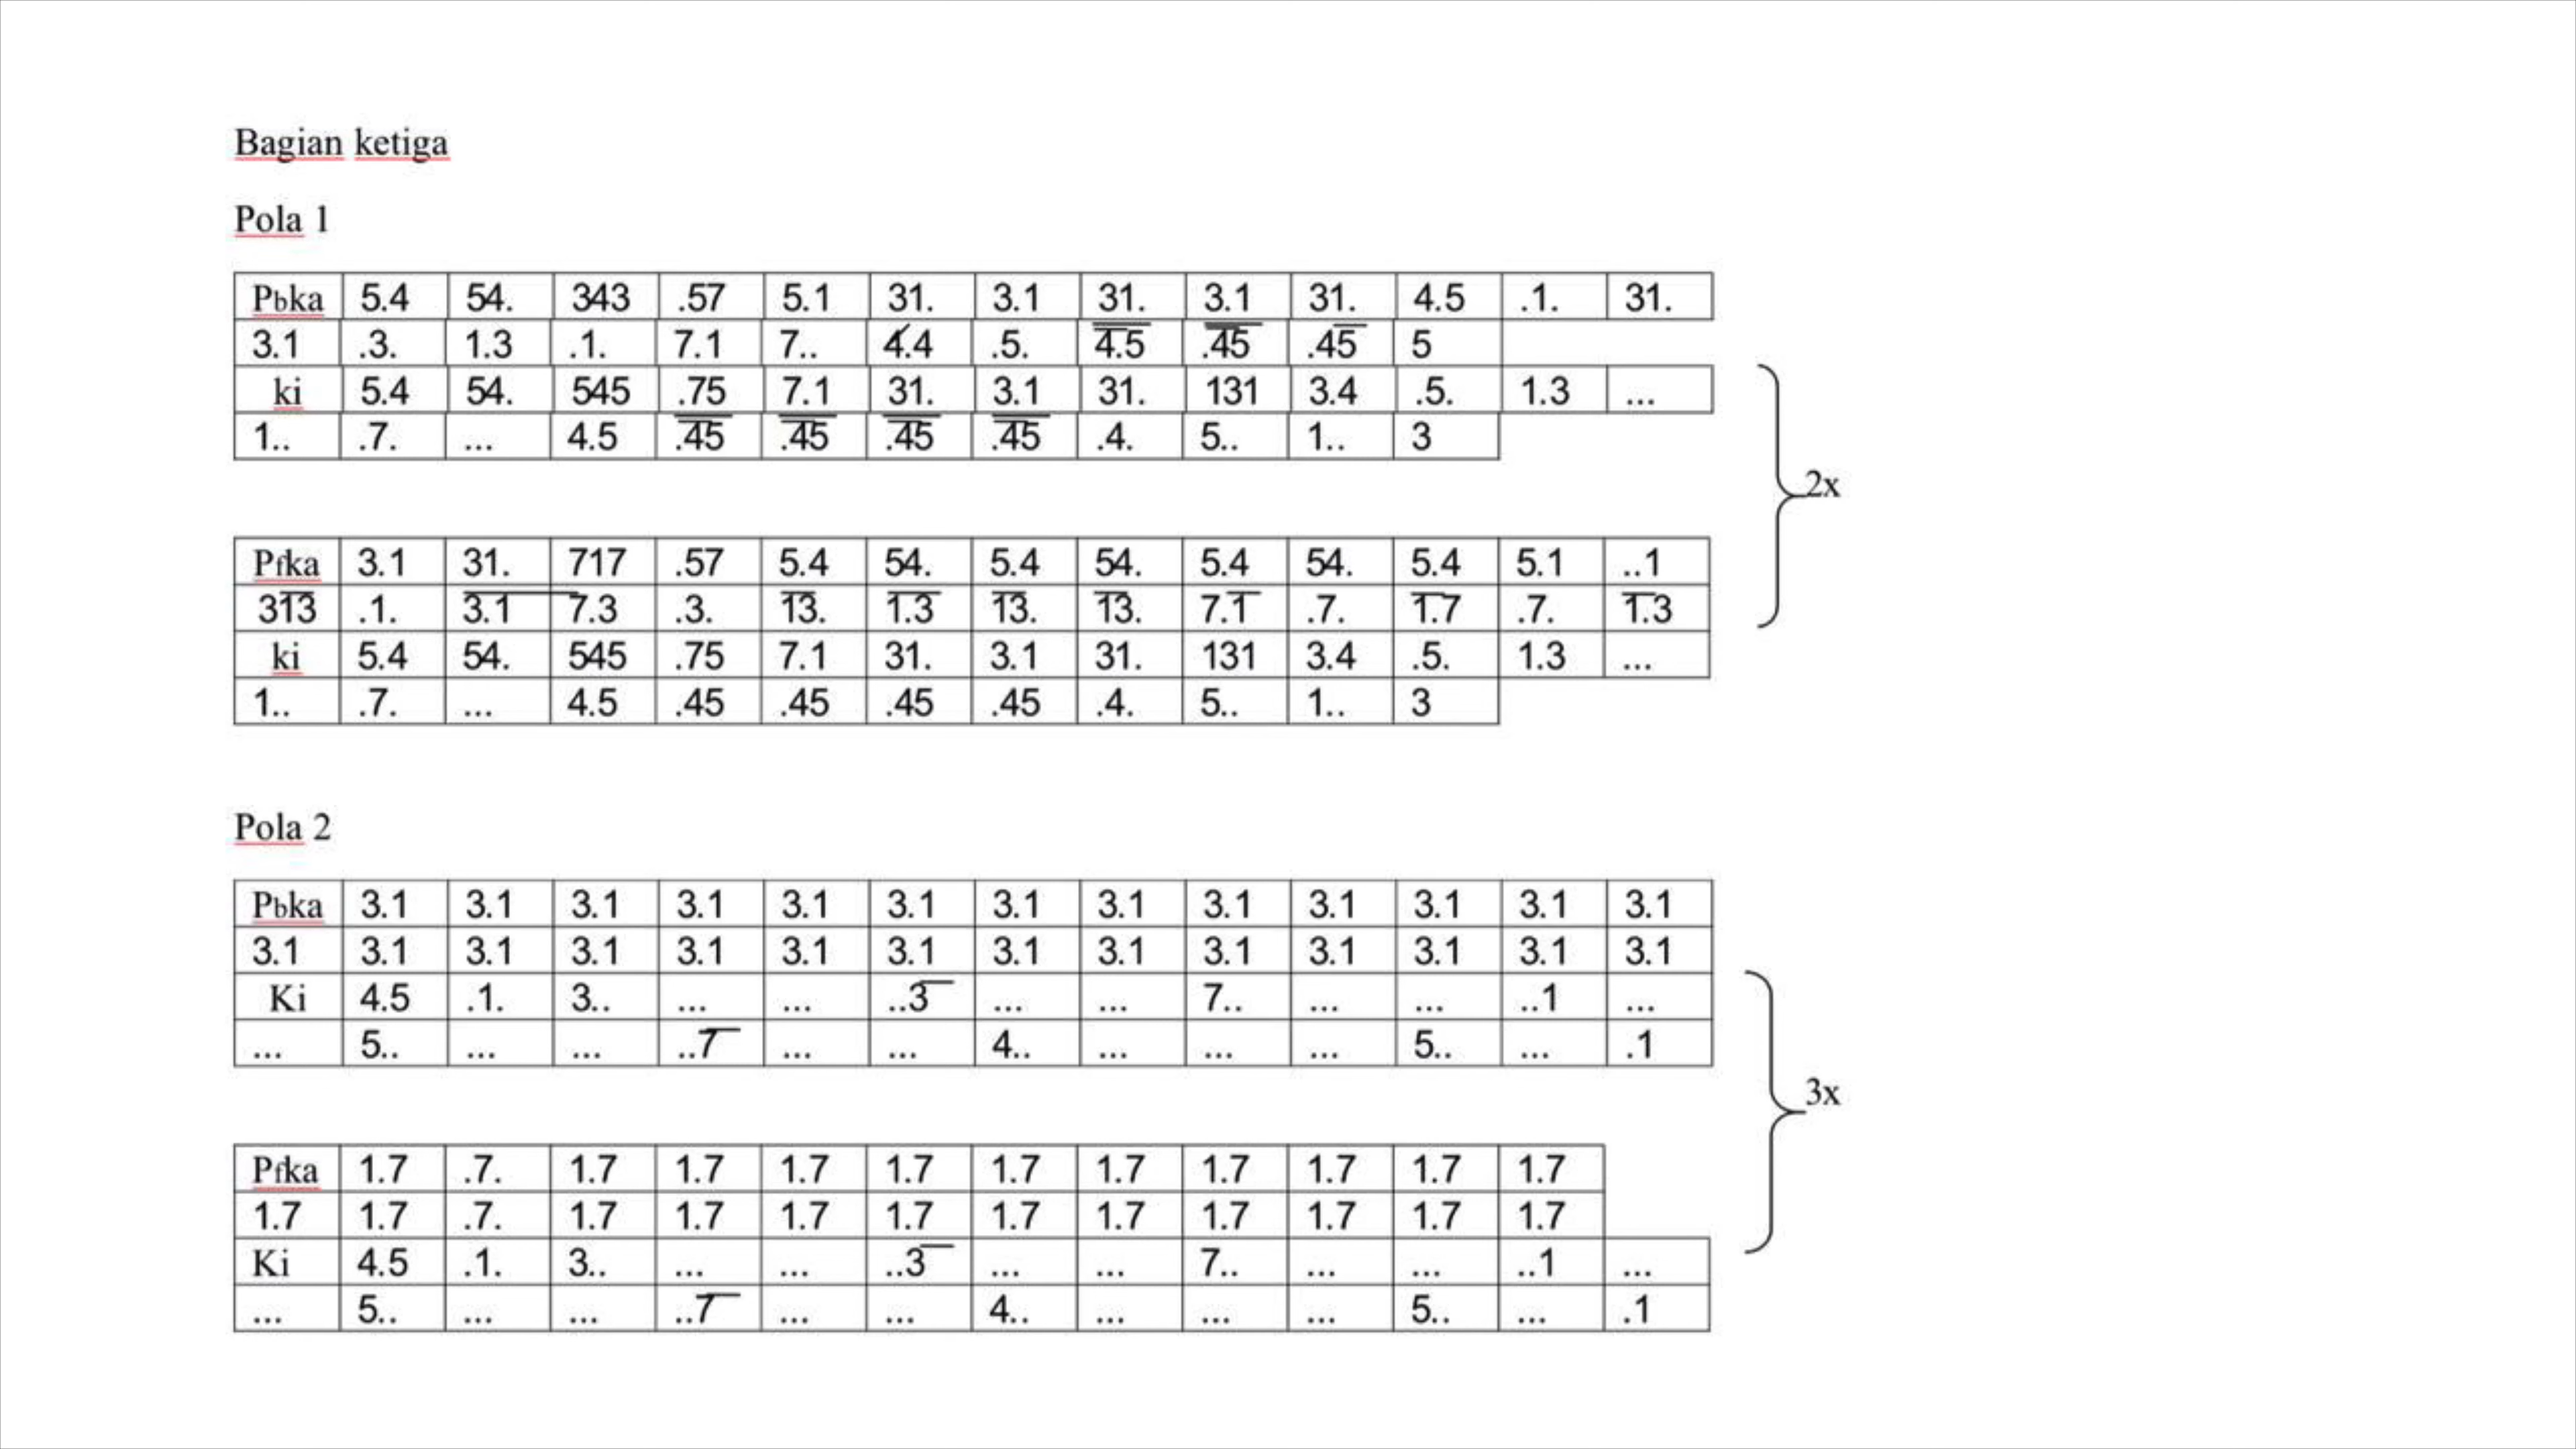 Bagian ketiga
Pola 1
Pbka 5.4 54. 343 .57 5.1 31. 3.1 31. 3.1 31. 4.5 .1. 31.
3.1 .3. 1.3 .1. 7.1 7.. 4.4 .5. 4.5 .45 .45 5
ki 5.4 54. 545 .75 7.1 31. 3.1 31. 131 3.4 .5. 1.3 ...
1.. .7. ... 4.5 .45 .45 .45 .45 .4. 5.. 1.. 3
2x
Pfka 3.1 31. 717 .57 5.4 54. 5.4 54. 5.4 54. 5.4 5.1 ..1
313 .1. 3.1 7.3 .3. 13. 1.3 13. 13. 7.1 .7. 1.7 .7. 1.3
ki 5.4 54. 545 .75 7.1 31. 3.1 31. 131 3.4 .5. 1.3 ...
1.. .7. ... 4.5 .45 .45 .45 .45 .4. 5.. 1.. 3
Pola 2
Pbka 3.1 3.1 3.1 3.1 3.1 3.1 3.1 3.1 3.1 3.1 3.1 3.1 3.1
3.1 3.1 3.1 3.1 3.1 3.1 3.1 3.1 3.1 3.1 3.1 3.1 3.1 3.1
Ki 4.5 .1. 3.. ... ... ..3 ... ... 7.. ... ... ..1 ...
... 5.. ... ... ..7 ... ... 4.. ... ... ... 5.. ... .1
3x
Pfka 1.7 .7. 1.7 1.7 1.7 1.7 1.7 1.7 1.7 1.7 1.7 1.7
1.7 1.7 .7. 1.7 1.7 1.7 1.7 1.7 1.7 1.7 1.7 1.7 1.7
Ki 4.5 .1. 3.. ... ... ..3 ... ... 7.. ... ... ..1 ...
... 5.. ... ... ..7 ... ... 4.. ... ... ... 5.. ... .1